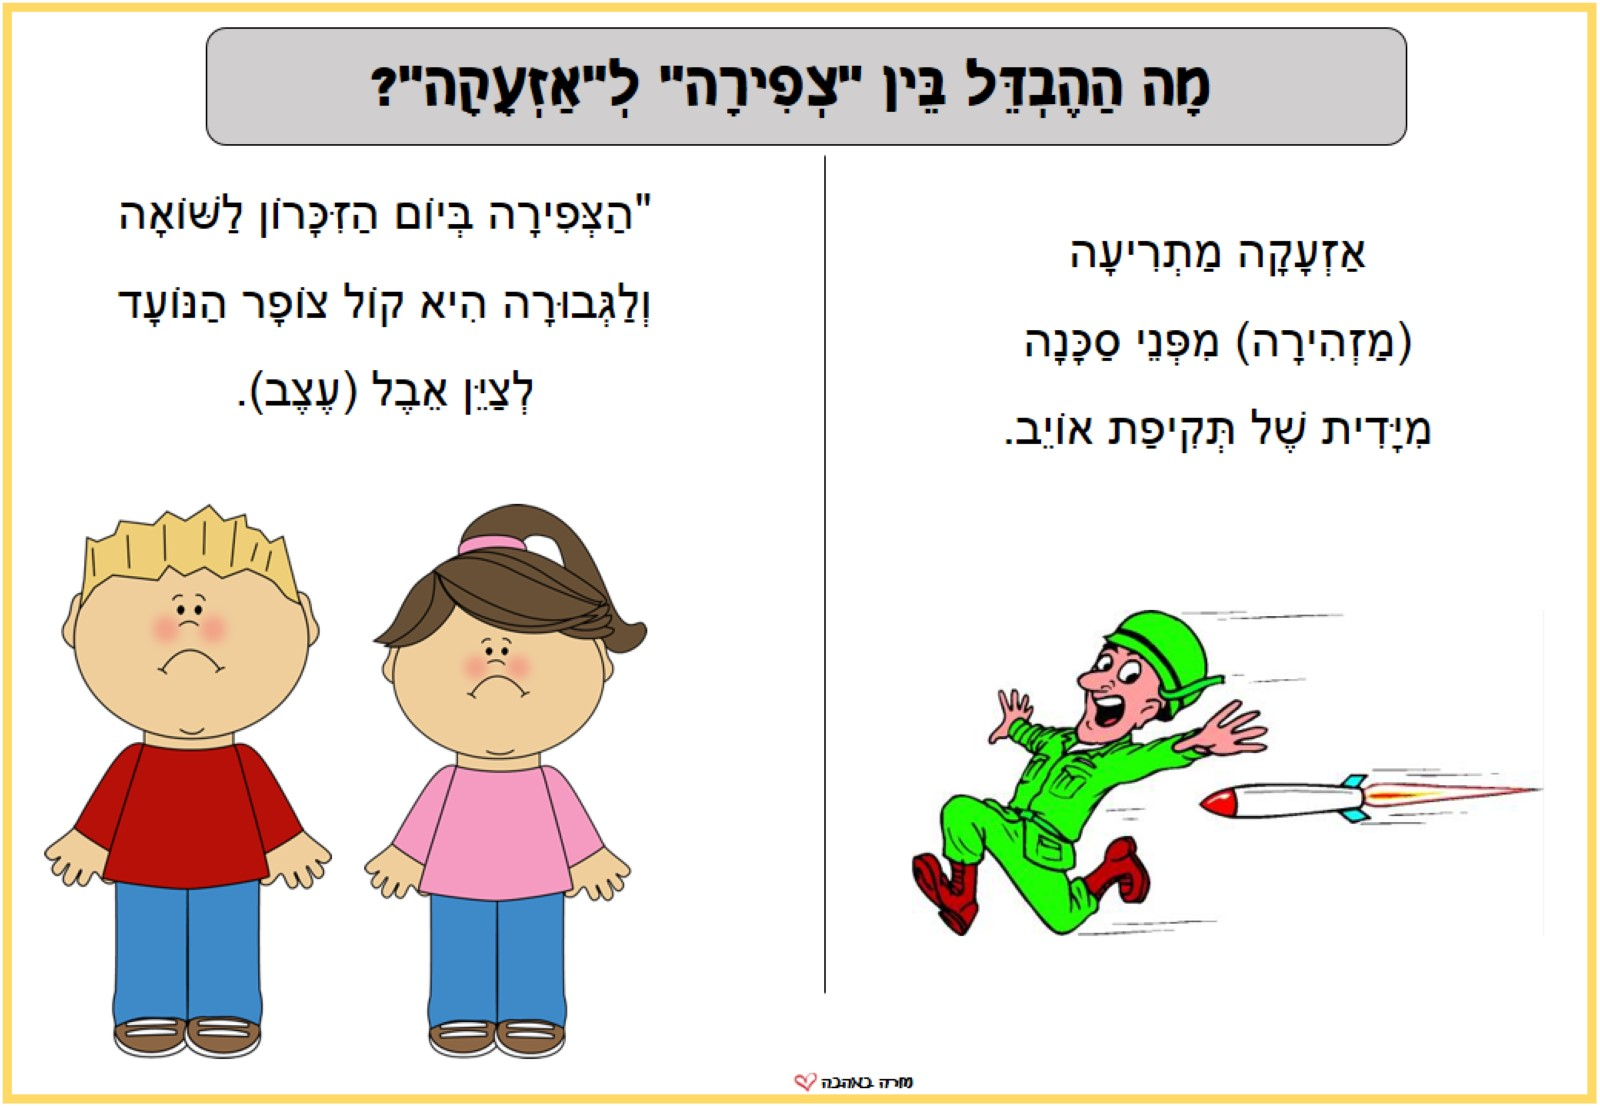 מָה הַהֶבְדֵּל בֵּין "צְפִירָה" לְ"אַזְעָקָה"?
אַזְעָקָה מַתְרִיעָה
(מַזְהִירָה) מִפְּנֵי סַכָּנָה
מִיָּדִית שֶׁל תְּקִיפַת אוֹיֵב.
"הַצְּפִירָה בְּיוֹם הַזִּכָּרוֹן לַשּׁוֹאָה
וְלַגְּבוּרָה הִיא קוֹל צוֹפָר הַנּוֹעָד
לְצַיֵּן אֵבֶל (עֶצֶב).
מורה באהבה